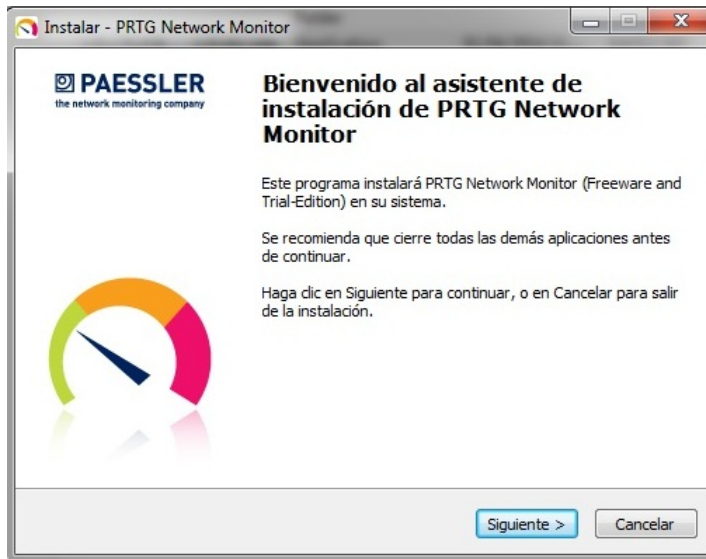 Instalar - PRTG Network Monitor
PAESSLER
the network monitoring company
Bienvenido al asistente de
instalación de PRTG Network
Monitor
Este programa instalará PRTG Network Monitor (Freeware and
Trial-Edition) en su sistema.
Se recomienda que cierre todas las demás aplicaciones antes
de continuar.
Haga clic en Siguiente para continuar, o en Cancelar para salir
de la instalación.
Siguiente >
Cancelar